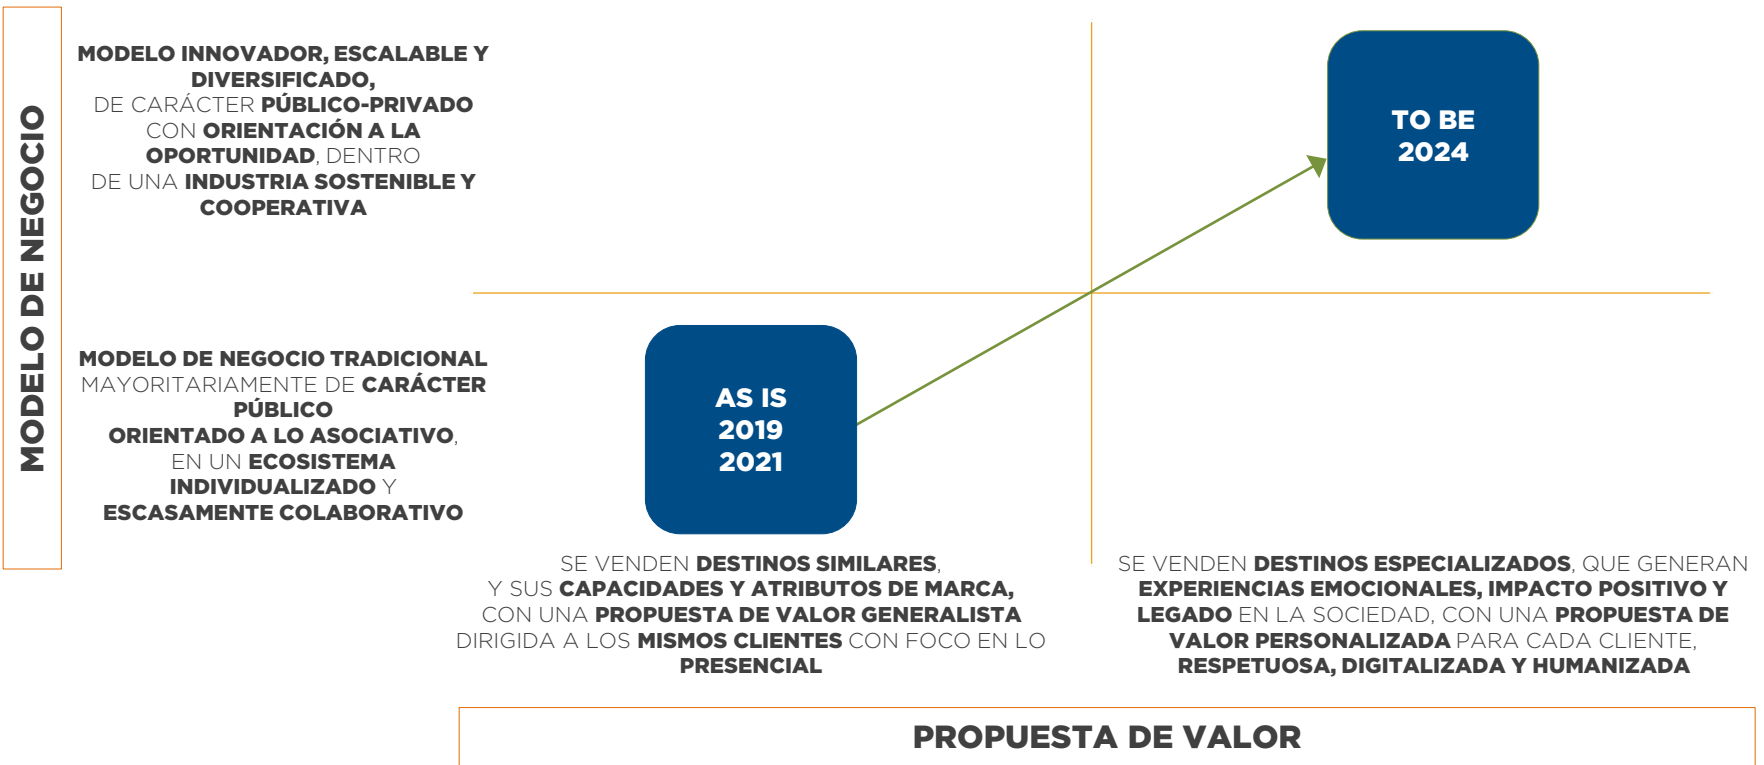 MODELO DE NEGOCIO
MODELO INNOVADOR, ESCALABLE Y
DIVERSIFICADO,
DE CARÁCTER PÚBLICO-PRIVADO
CON ORIENTACIÓN A LA
OPORTUNIDAD, DENTRO
DE UNA INDUSTRIA SOSTENIBLE Y
COOPERATIVA
TO BE
2024
MODELO DE NEGOCIO TRADICIONAL
MAYORITARIAMENTE DE CARÁCTER
PÚBLICO
ORIENTADO A LO ASOCIATIVO,
EN UN ECOSISTEMA
INDIVIDUALIZADO Y
ESCASAMENTE COLABORATIVO
AS IS
2019
2021
SE VENDEN DESTINOS SIMILARES,
Y SUS CAPACIDADES Y ATRIBUTOS DE MARCA,
CON UNA PROPUESTA DE VALOR GENERALISTA
DIRIGIDA A LOS MISMOS CLIENTES CON FOCO EN LO
PRESENCIAL
SE VENDEN DESTINOS ESPECIALIZADOS, QUE GENERAN
EXPERIENCIAS EMOCIONALES, IMPACTO POSITIVO Y
LEGADO EN LA SOCIEDAD, CON UNA PROPUESTA DE
VALOR PERSONALIZADA PARA CADA CLIENTE,
RESPETUOSA, DIGITALIZADA Y HUMANIZADA
PROPUESTA DE VALOR